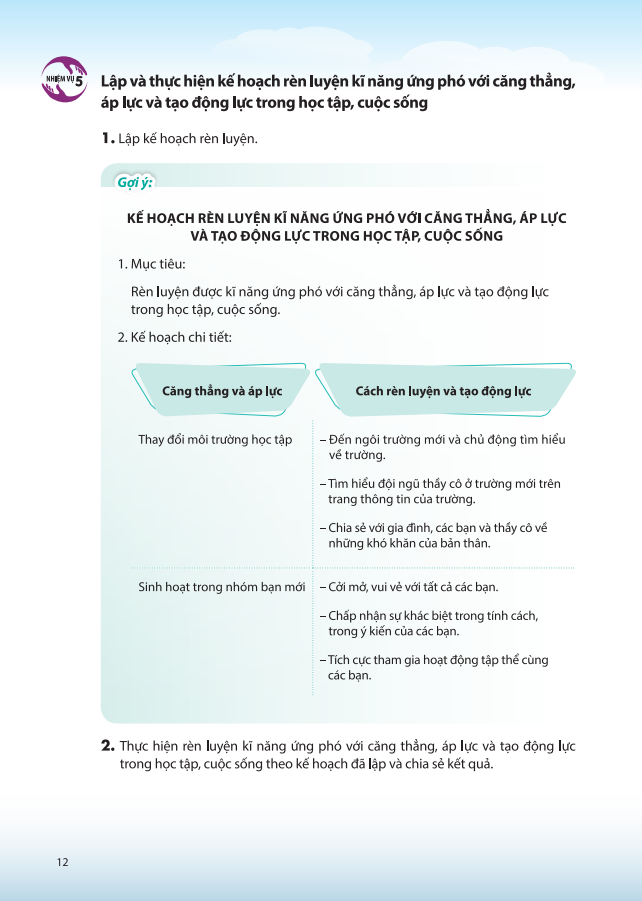 NHIỆM VỤ 5
Lập và thực hiện kế hoạch rèn luyện kĩ năng ứng phó với căng thẳng,
áp lực và tạo động lực trong học tập, cuộc sống
1. Lập kế hoạch rèn luyện.
Gợi ý:
KẾ HOẠCH RÈN LUYỆN KĨ NĂNG ỨNG PHÓ VỚI CĂNG THẲNG, ÁP LỰC
VÀ TẠO ĐỘNG LỰC TRONG HỌC TẬP, CUỘC SỐNG
1. Mục tiêu:
Rèn luyện được kĩ năng ứng phó với căng thẳng, áp lực và tạo động lực
trong học tập, cuộc sống.
2. Kế hoạch chi tiết:
Căng thẳng và áp lực
Cách rèn luyện và tạo động lực
Thay đổi môi trường học tập
– Đến ngôi trường mới và chủ động tìm hiểu
về trường.
– Tìm hiểu đội ngũ thầy cô ở trường mới trên
trang thông tin của trường.
– Chia sẻ với gia đình, các bạn và thầy cô về
những khó khăn của bản thân.
Sinh hoạt trong nhóm bạn mới
– Cởi mở, vui vẻ với tất cả các bạn.
– Chấp nhận sự khác biệt trong tính cách,
trong ý kiến của các bạn.
– Tích cực tham gia hoạt động tập thể cùng
các bạn.
2. Thực hiện rèn luyện kĩ năng ứng phó với căng thẳng, áp lực và tạo động lực
trong học tập, cuộc sống theo kế hoạch đã lập và chia sẻ kết quả.
12